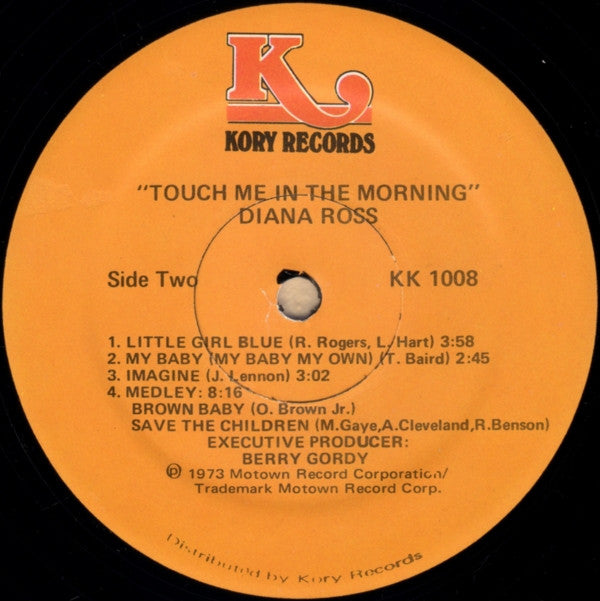 K
KORY RECORDS
"TOUCH ME IN THE MORNING"
DIANA ROSS
Side Two
KK 1008
1. LITTLE GIRL BLUE (R. Rogers, L. Hart) 3:58
2. MY BABY (MY BABY MY OWN) (T. Baird) 2:45
3. IMAGINE (J. Lennon) 3:02
4. MEDLEY: 8:16
BROWN BABY (O. Brown Jr.)
SAVE THE CHILDREN (M.Gaye,A.Cleveland,R.Benson)
EXECUTIVE PRODUCER:
BERRY GORDY
℗ 1973 Motown Record Corporation/
Trademark Motown Record Corp.
Distributed by Kory Records